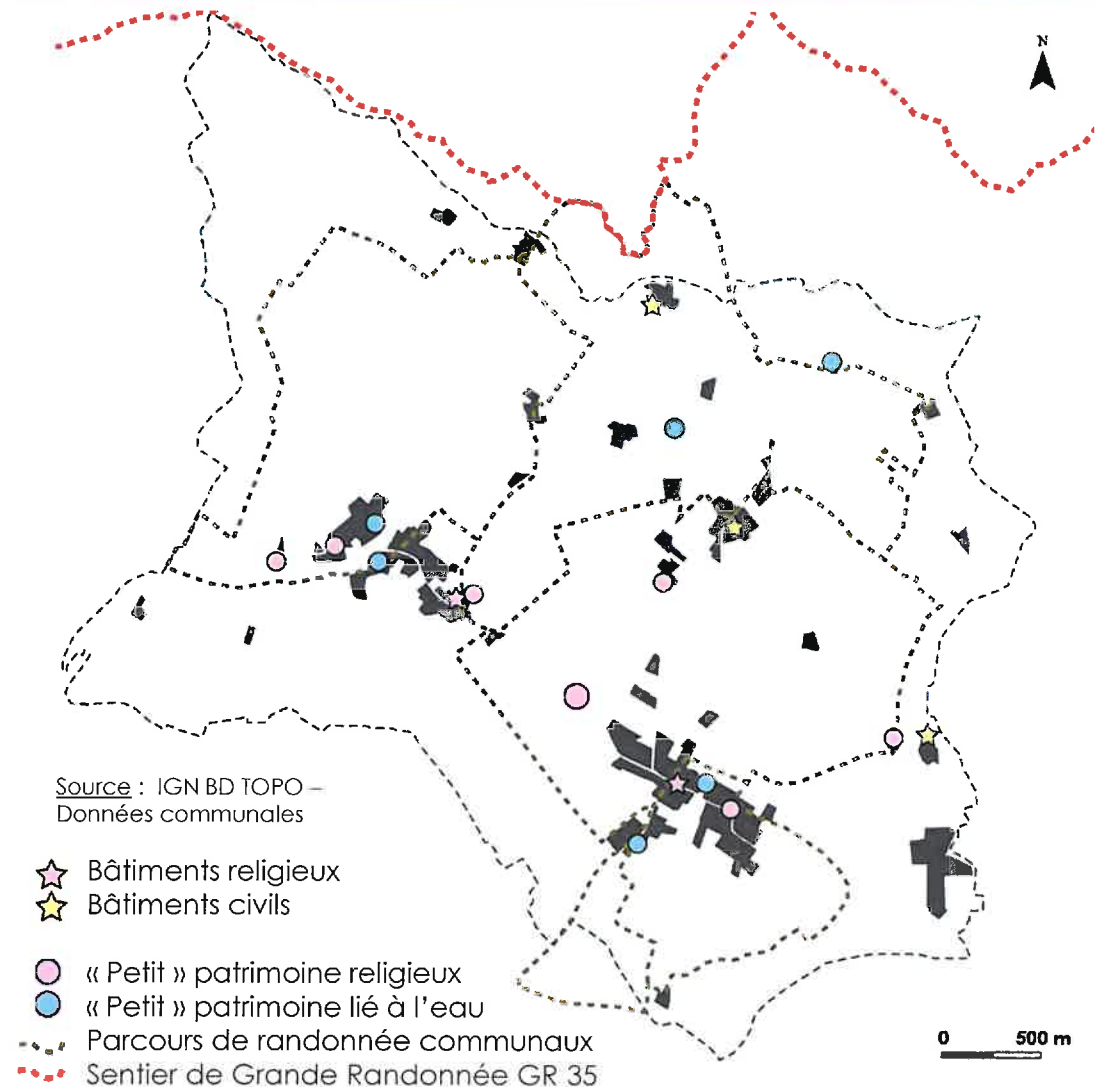 N
Source : IGN BD TOPO –
Données communales
Bâtiments religieux
Bâtiments civils
« Petit » patrimoine religieux
« Petit » patrimoine lié à l'eau
Parcours de randonnée communaux
Sentier de Grande Randonnée GR 35
0 500 m